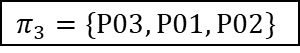 π₃ = {P03, P01, P02}